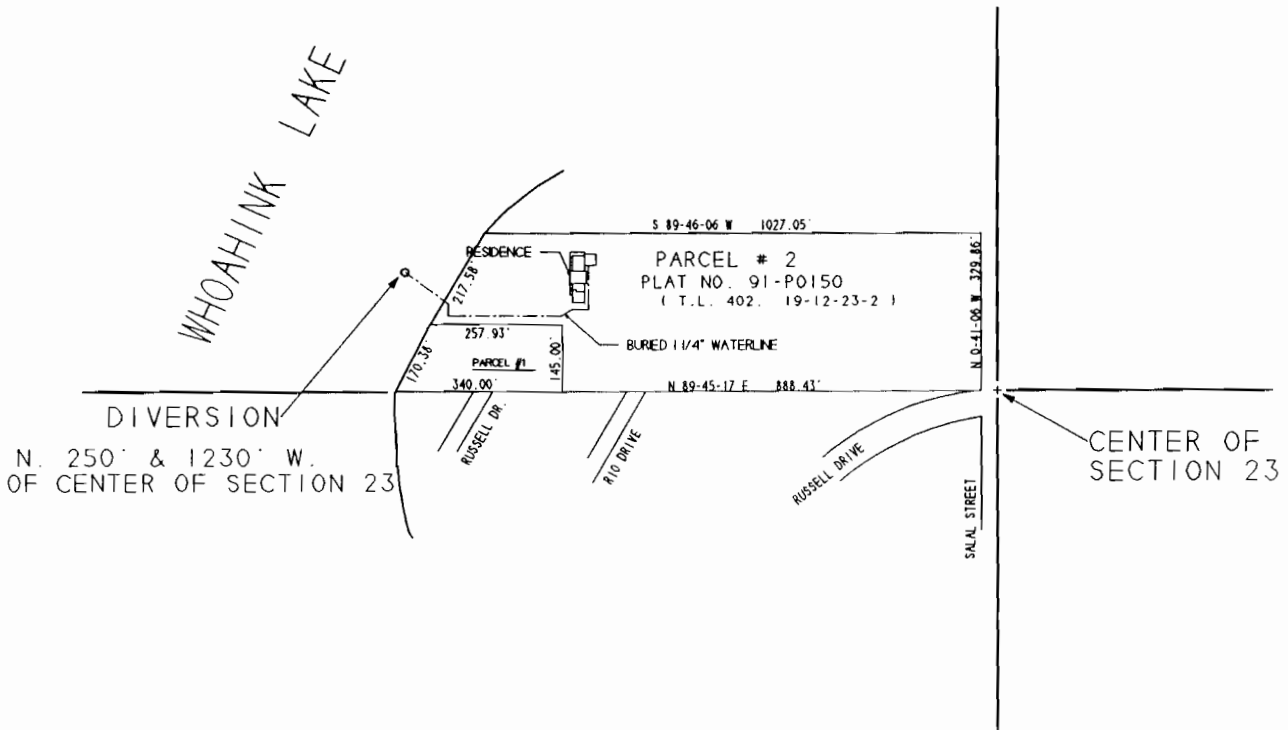 WHOAHINK LAKE
S 89-46-06 W 1027.05'
RESIDENCE
PARCEL # 2
PLAT NO. 91-P0150
( T.L. 402. 19-12-23-2 )
N 0-41-06 W 329.86'
217.58'
257.93'
BURIED 1 1/4" WATERLINE
170.38'
PARCEL #1
145.00'
340.00'
N 89-45-17 E 888.43'
DIVERSION
N. 250' & 1230' W.
OF CENTER OF SECTION 23
RUSSELL DR.
RIO DRIVE
RUSSELL DRIVE
SALAL STREET
CENTER OF
SECTION 23